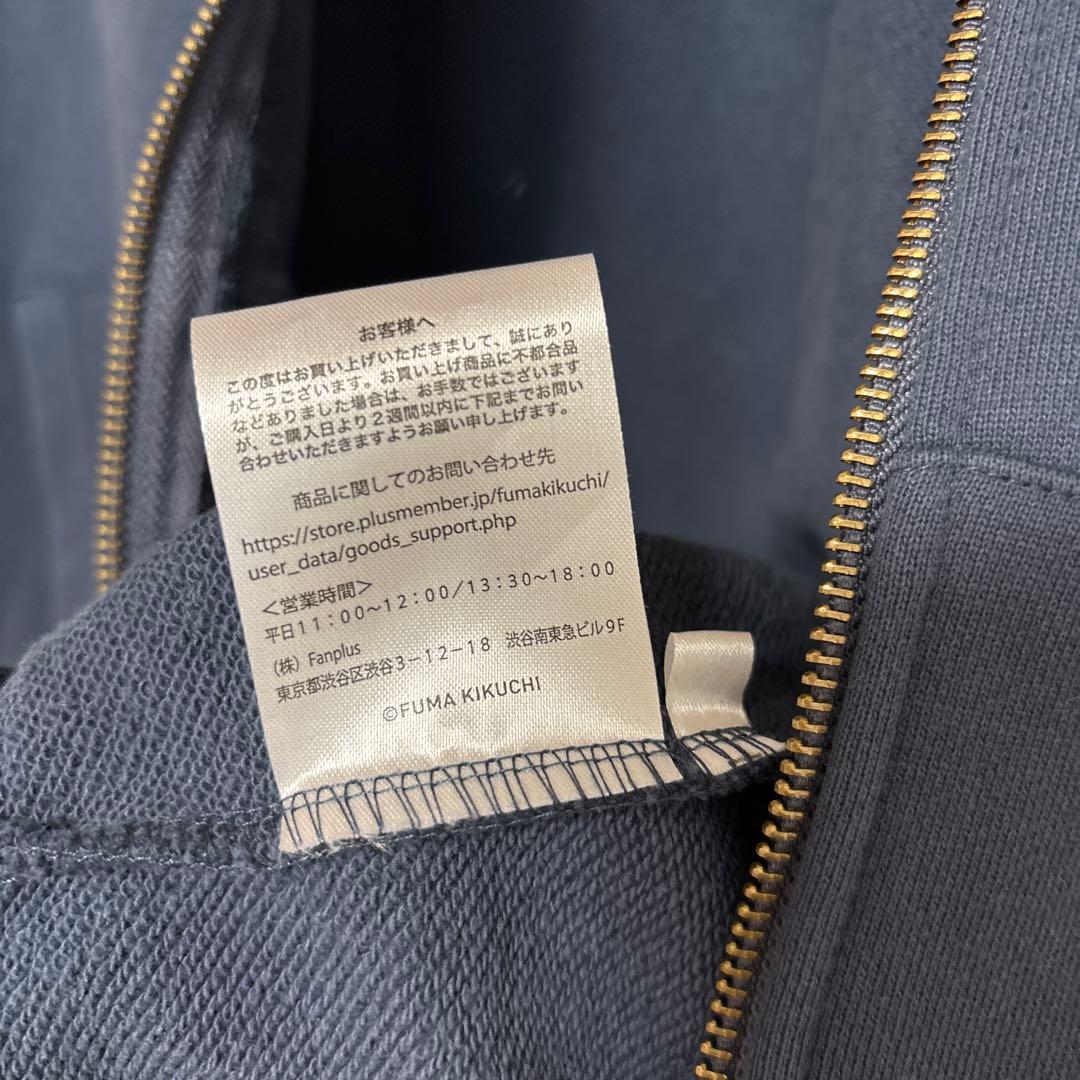 お客様へ
この度はお買い上げいただきまして、誠にあり
がとうございます。お買い上げ商品に不都合品
などありました場合は、お手数ではございます
が、ご購入日より２週間以内に下記までお問い
合わせいただきますようお願い申し上げます。
商品に関してのお問い合わせ先
https://store.plusmember.jp/fumakikuchi/
user_data/goods_support.php
＜営業時間＞
平日１１:００～１２:００/１３:３０～１８:００
（株）Fanplus
東京都渋谷区渋谷３-１２-１８　渋谷南東急ビル９F
©FUMA KIKUCHI